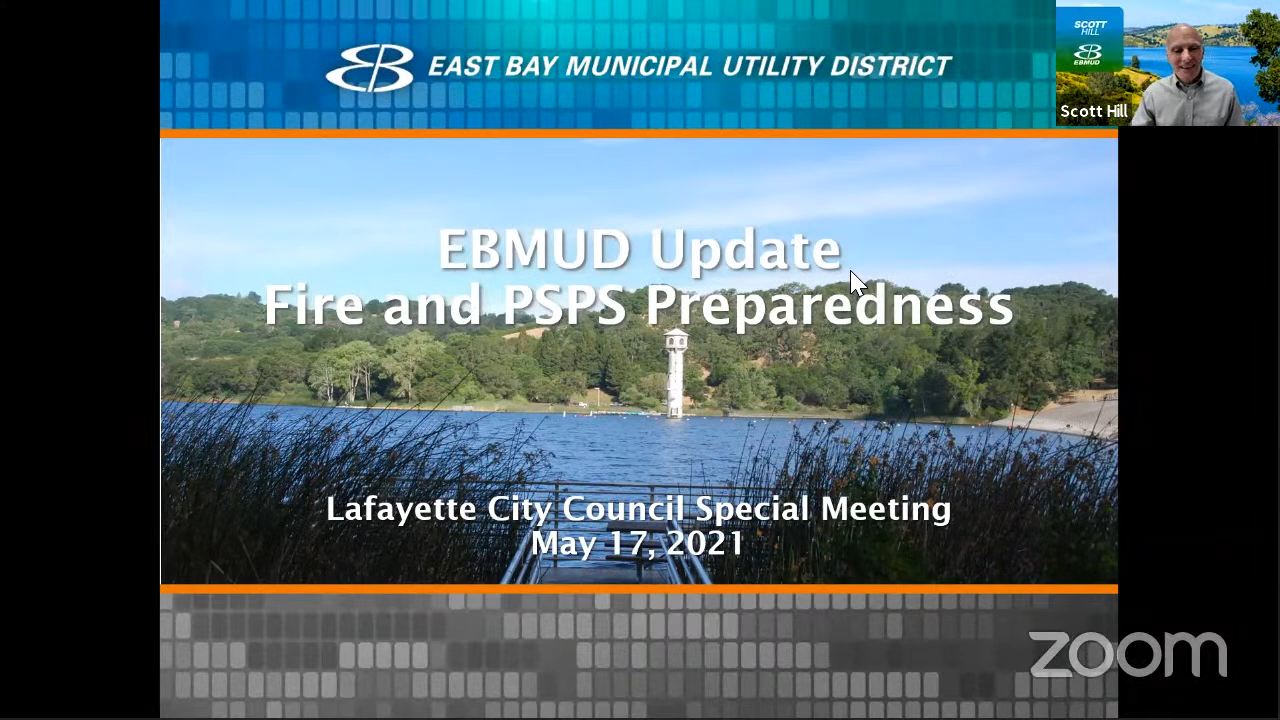 EB EAST BAY MUNICIPAL UTILITY DISTRICT
SCOTT
HILL
EBMUD
Scott Hill
EBMUD Update
Fire and PSPS Preparedness
Lafayette City Council Special Meeting
May 17, 2021
zoom